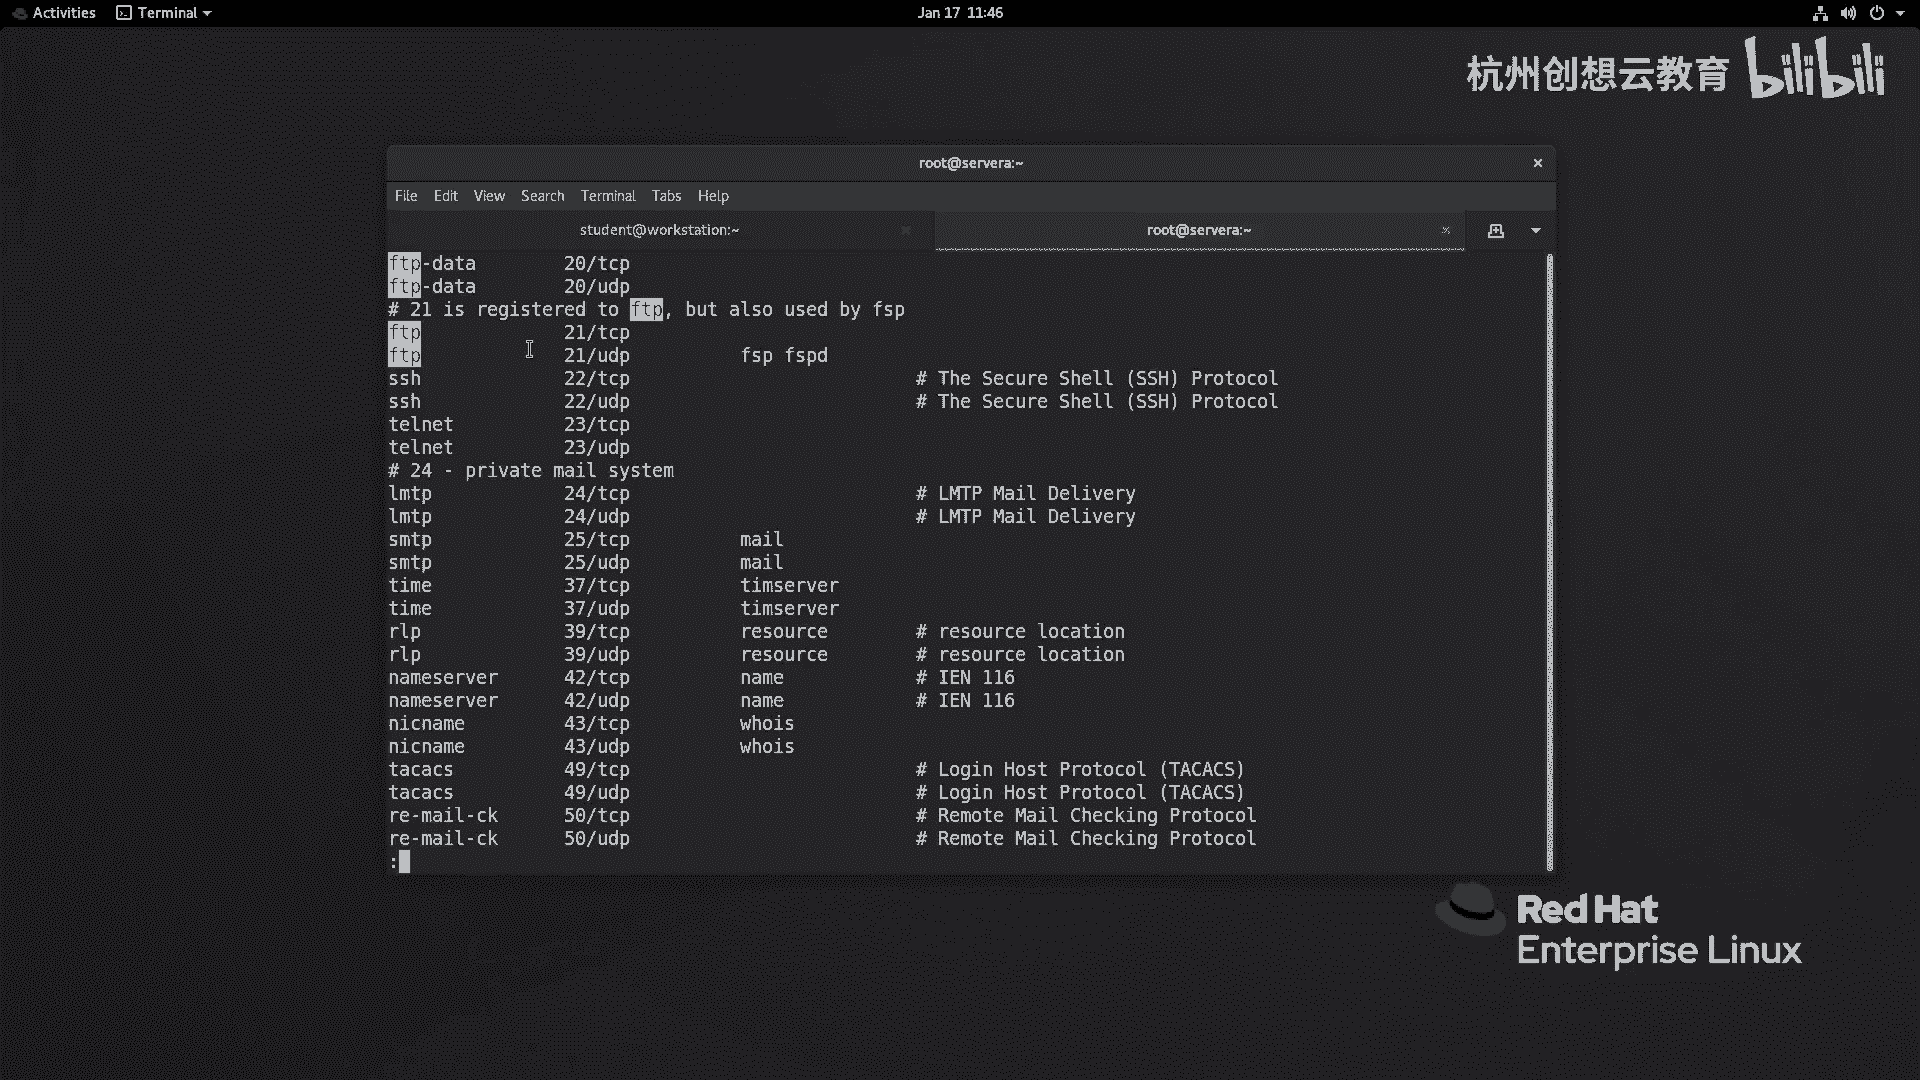 Activities Terminal Jan 17 11:46
杭州创想云教育 bilibili
root@servera:~
File Edit View Search Terminal Tabs Help
student@workstation:~ root@servera:~
ftp-data 20/tcp
ftp-data 20/udp
# 21 is registered to ftp, but also used by fsp
ftp 21/tcp
ftp 21/udp fsp fspd
ssh 22/tcp # The Secure Shell (SSH) Protocol
ssh 22/udp # The Secure Shell (SSH) Protocol
telnet 23/tcp
telnet 23/udp
# 24 - private mail system
lmtp 24/tcp # LMTP Mail Delivery
lmtp 24/udp # LMTP Mail Delivery
smtp 25/tcp mail
smtp 25/udp mail
time 37/tcp timserver
time 37/udp timserver
rlp 39/tcp resource # resource location
rlp 39/udp resource # resource location
nameserver 42/tcp name # IEN 116
nameserver 42/udp name # IEN 116
nicname 43/tcp whois
nicname 43/udp whois
tacacs 49/tcp # Login Host Protocol (TACACS)
tacacs 49/udp # Login Host Protocol (TACACS)
re-mail-ck 50/tcp # Remote Mail Checking Protocol
re-mail-ck 50/udp # Remote Mail Checking Protocol
:
Red Hat
Enterprise Linux